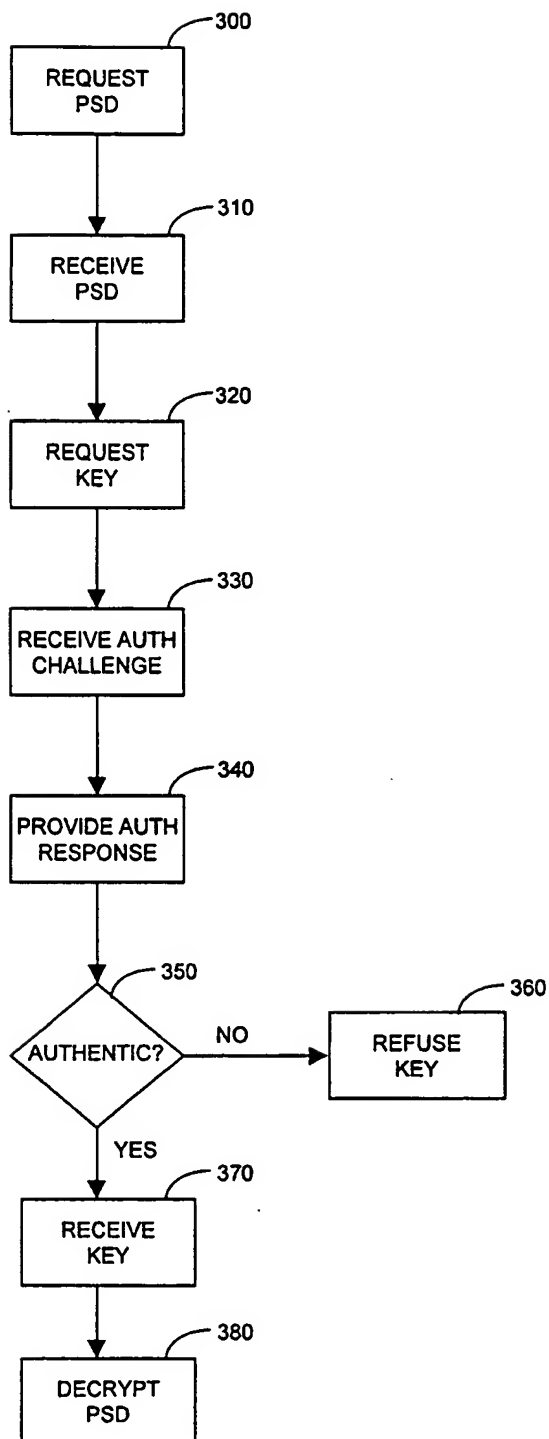 300
REQUEST
PSD
310
RECEIVE
PSD
320
REQUEST
KEY
330
RECEIVE AUTH
CHALLENGE
340
PROVIDE AUTH
RESPONSE
350
AUTHENTIC?
NO
360
REFUSE
KEY
YES
370
RECEIVE
KEY
380
DECRYPT
PSD